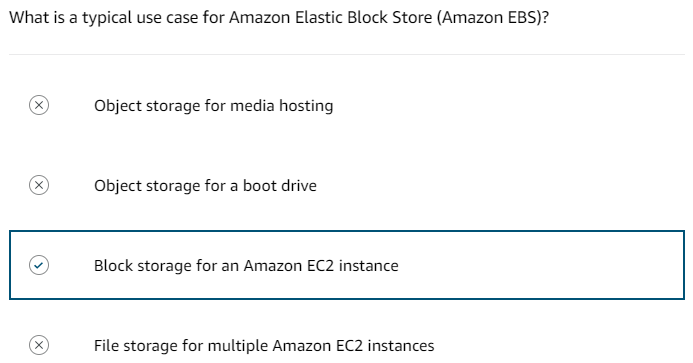 What is a typical use case for Amazon Elastic Block Store (Amazon EBS)?
Object storage for media hosting
Object storage for a boot drive
Block storage for an Amazon EC2 instance
File storage for multiple Amazon EC2 instances